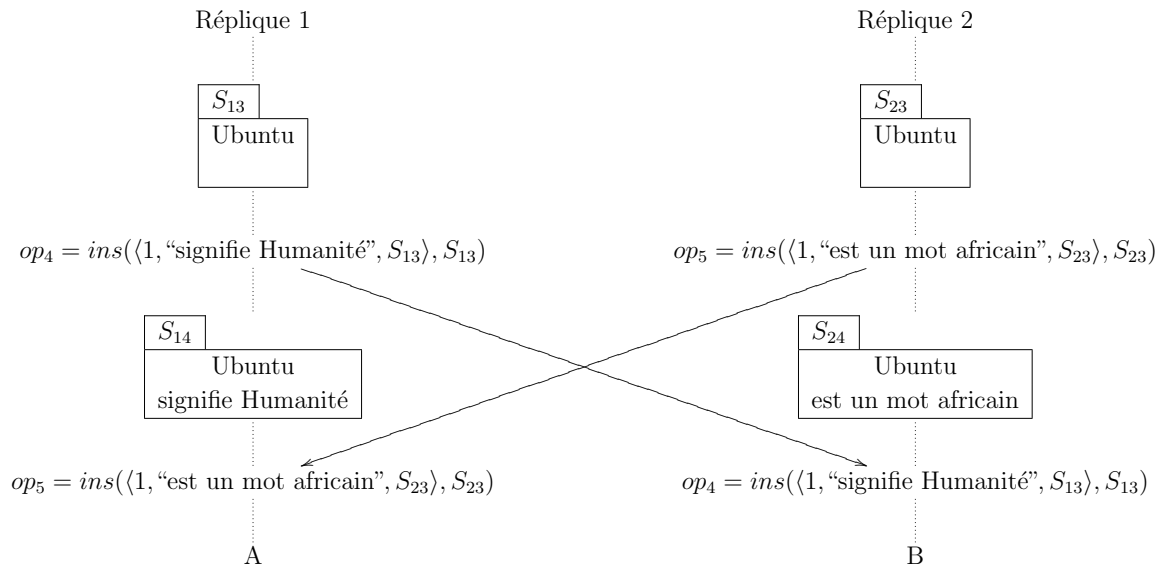 Réplique 1 Réplique 2
S13 S23
Ubuntu Ubuntu
op4 = ins(⟨1, “signifie Humanité”, S13⟩, S13) op5 = ins(⟨1, “est un mot africain”, S23⟩, S23)
S14 S24
Ubuntu Ubuntu
signifie Humanité est un mot africain
op5 = ins(⟨1, “est un mot africain”, S23⟩, S23) op4 = ins(⟨1, “signifie Humanité”, S13⟩, S13)
A B